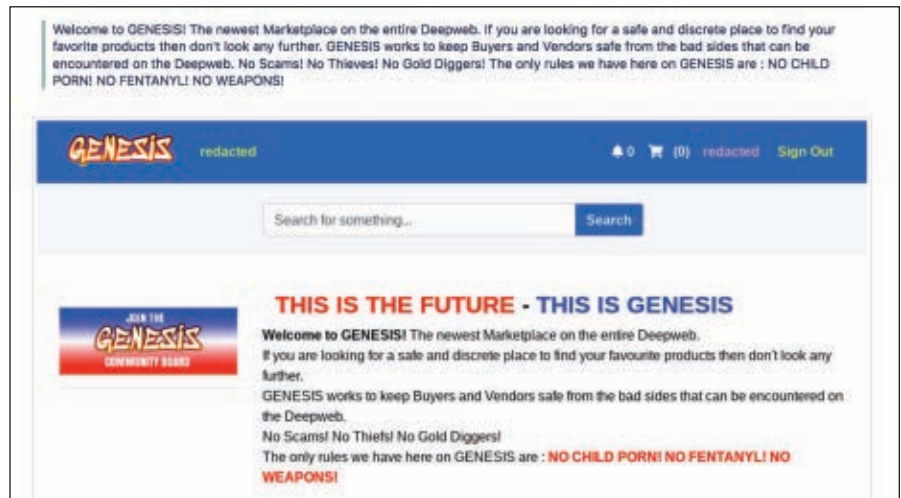 Welcome to GENESIS! The newest Marketplace on the entire Deepweb. If you are looking for a safe and discrete place to find your
favorite products then don't look any further. GENESIS works to keep Buyers and Vendors safe from the bad sides that can be
encountered on the Deepweb. No Scams! No Thieves! No Gold Diggers! The only rules we have here on GENESIS are : NO CHILD
PORN! NO FENTANYL! NO WEAPONS!
GENESIS redacted 0 (0) redacted Sign Out
Search for something... Search
JOIN THE
GENESIS
COMMUNITY BOARD
THIS IS THE FUTURE - THIS IS GENESIS
Welcome to GENESIS! The newest Marketplace on the entire Deepweb.
If you are looking for a safe and discrete place to find your favourite products then don't look any
further.
GENESIS works to keep Buyers and Vendors safe from the bad sides that can be encountered on
the Deepweb.
No Scams! No Thiefs! No Gold Diggers!
The only rules we have here on GENESIS are : NO CHILD PORN! NO FENTANYL! NO
WEAPONS!